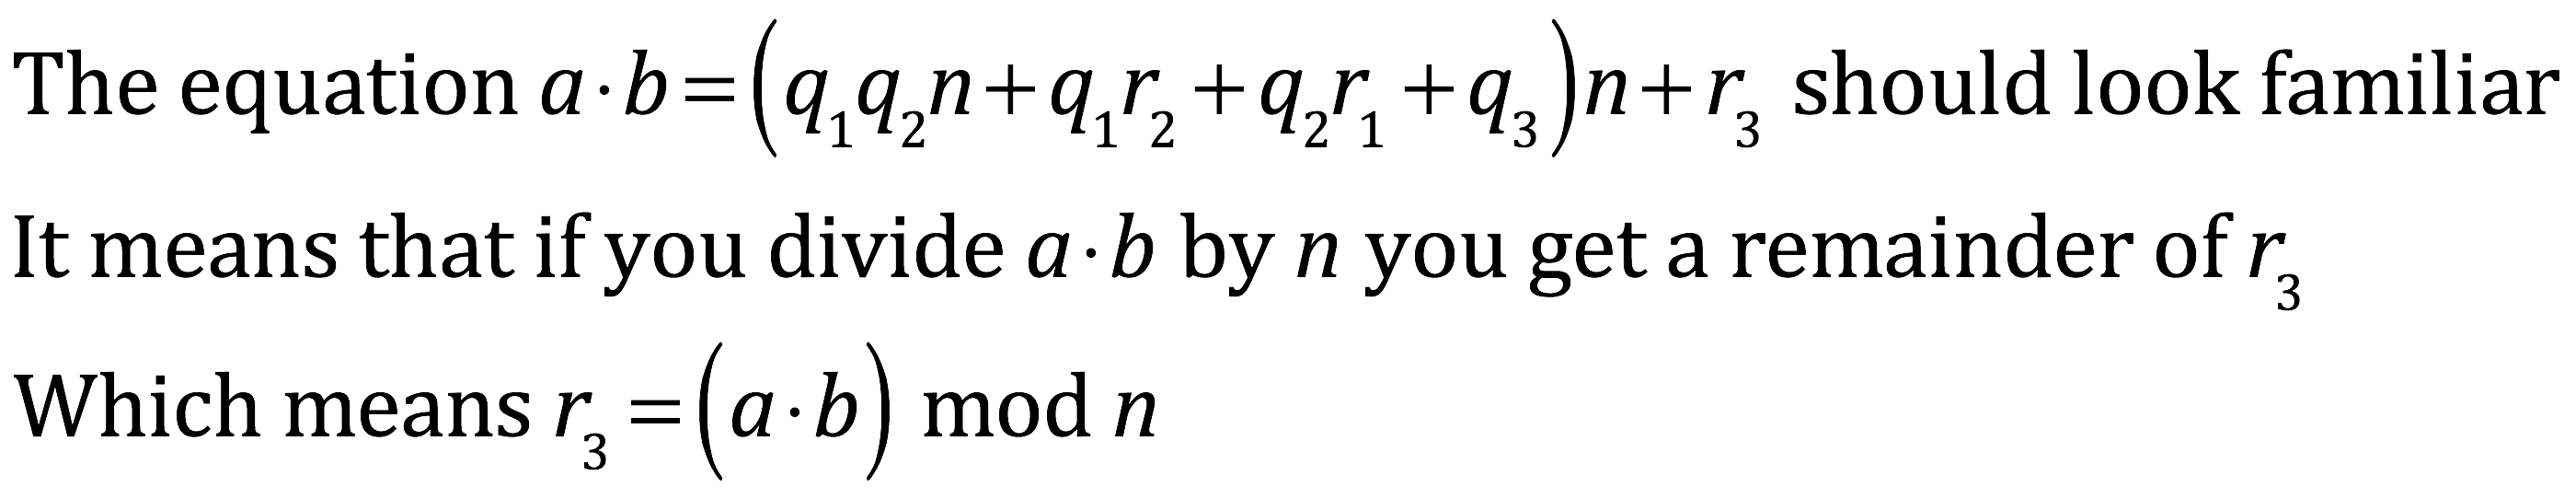 The equation a·b=(q₁q₂n+q₁r₂+q₂r₁+q₃)n+r₃ should look familiar
It means that if you divide a·b by n you get a remainder of r₃
Which means r₃=(a·b) mod n